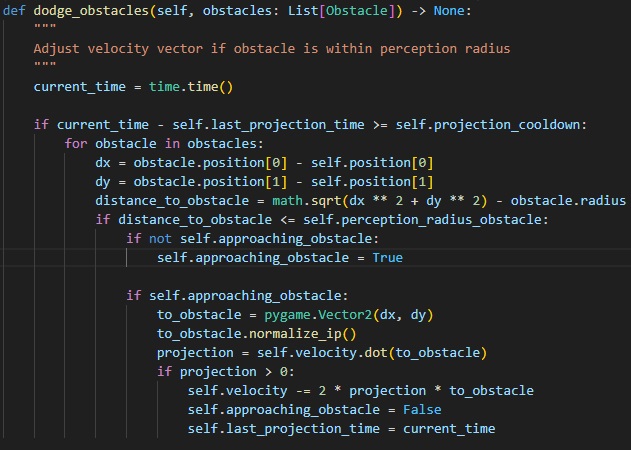 def dodge_obstacles(self, obstacles: List[Obstacle]) -> None:
    """
    Adjust velocity vector if obstacle is within perception radius
    """
    current_time = time.time()

    if current_time - self.last_projection_time >= self.projection_cooldown:
        for obstacle in obstacles:
            dx = obstacle.position[0] - self.position[0]
            dy = obstacle.position[1] - self.position[1]
            distance_to_obstacle = math.sqrt(dx ** 2 + dy ** 2) - obstacle.radius
            if distance_to_obstacle <= self.perception_radius_obstacle:
                if not self.approaching_obstacle:
                    self.approaching_obstacle = True

                if self.approaching_obstacle:
                    to_obstacle = pygame.Vector2(dx, dy)
                    to_obstacle.normalize_ip()
                    projection = self.velocity.dot(to_obstacle)
                    if projection > 0:
                        self.velocity -= 2 * projection * to_obstacle
                        self.approaching_obstacle = False
                        self.last_projection_time = current_time